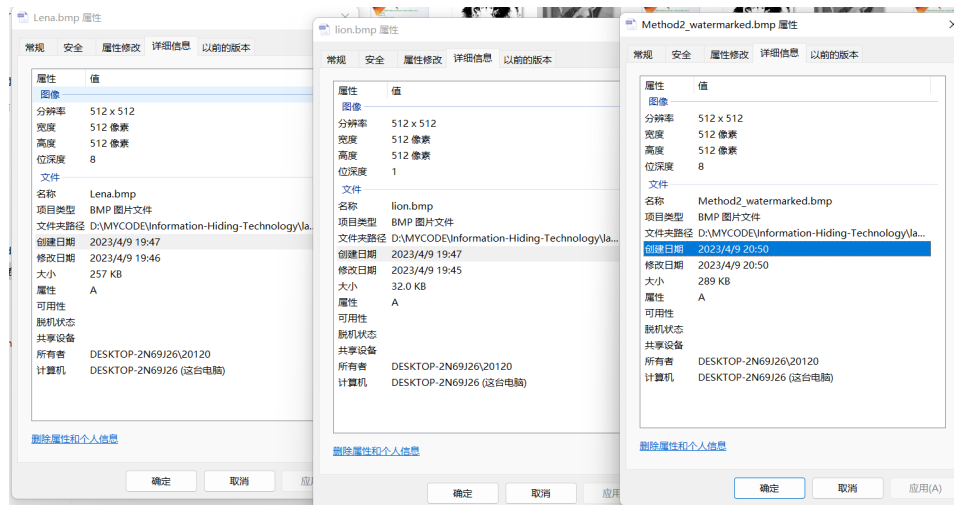 Lena.bmp 属性
常规 安全 属性修改 详细信息 以前的版本
属性 值
图像
分辨率 512 x 512
宽度 512 像素
高度 512 像素
位深度 8
文件
名称 Lena.bmp
项目类型 BMP 图片文件
文件夹路径 D:\MYCODE\Information-Hiding-Technology\la...
创建日期 2023/4/9 19:47
修改日期 2023/4/9 19:46
大小 257 KB
属性 A
可用性
脱机状态
共享设备
所有者 DESKTOP-2N69J26\20120
计算机 DESKTOP-2N69J26 (这台电脑)
删除属性和个人信息
确定 取消
lion.bmp 属性
常规 安全 属性修改 详细信息 以前的版本
属性 值
图像
分辨率 512 x 512
宽度 512 像素
高度 512 像素
位深度 1
文件
名称 lion.bmp
项目类型 BMP 图片文件
文件夹路径 D:\MYCODE\Information-Hiding-Technology\la...
创建日期 2023/4/9 19:47
修改日期 2023/4/9 19:45
大小 32.0 KB
属性 A
可用性
脱机状态
共享设备
所有者 DESKTOP-2N69J26\20120
计算机 DESKTOP-2N69J26 (这台电脑)
删除属性和个人信息
确定 取消 应用
Method2_watermarked.bmp 属性
常规 安全 属性修改 详细信息 以前的版本
属性 值
图像
分辨率 512 x 512
宽度 512 像素
高度 512 像素
位深度 8
文件
名称 Method2_watermarked.bmp
项目类型 BMP 图片文件
文件夹路径 D:\MYCODE\Information-Hiding-Technology\la...
创建日期 2023/4/9 20:50
修改日期 2023/4/9 20:50
大小 289 KB
属性 A
可用性
脱机状态
共享设备
所有者 DESKTOP-2N69J26\20120
计算机 DESKTOP-2N69J26 (这台电脑)
删除属性和个人信息
确定 取消 应用(A)